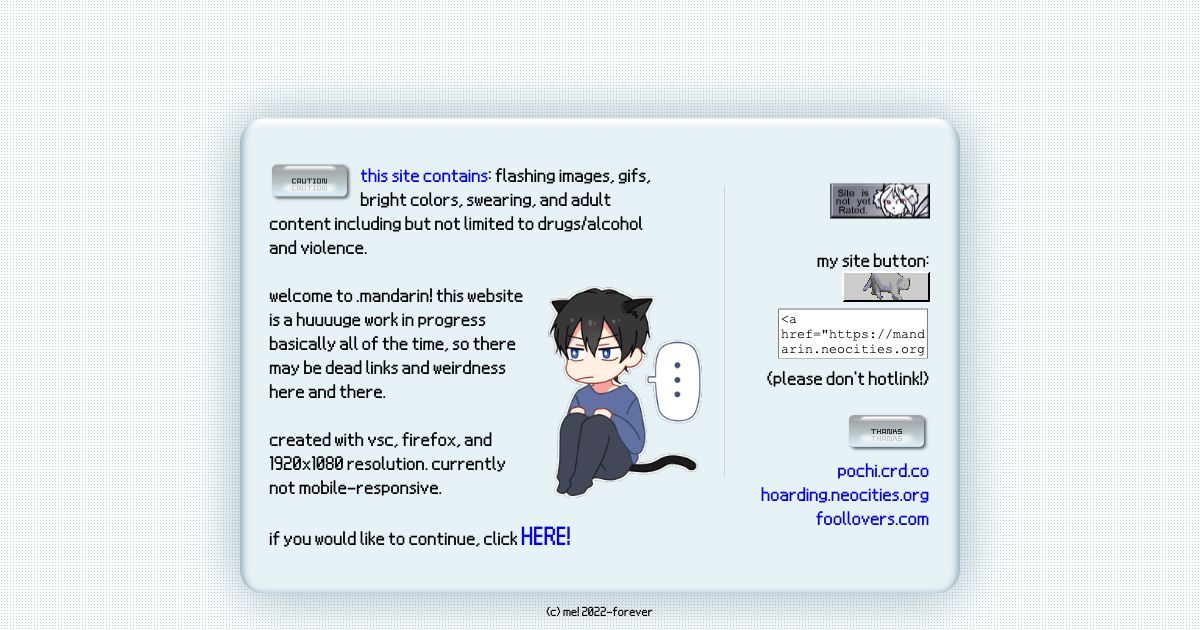 CAUTION
this site contains: flashing images, gifs,
bright colors, swearing, and adult
content including but not limited to drugs/alcohol
and violence.
welcome to .mandarin! this website
is a huuuuge work in progress
basically all of the time, so there
may be dead links and weirdness
here and there.
created with vsc, firefox, and
1920x1080 resolution. currently
not mobile-responsive.
if you would like to continue, click HERE!
Site is
not yet
Rated.
my site button:
<a
href="https://mand
arin.neocities.org
(please don't hotlink!)
THANKS
pochi.crd.co
hoarding.neocities.org
foollovers.com
(c) me! 2022-forever